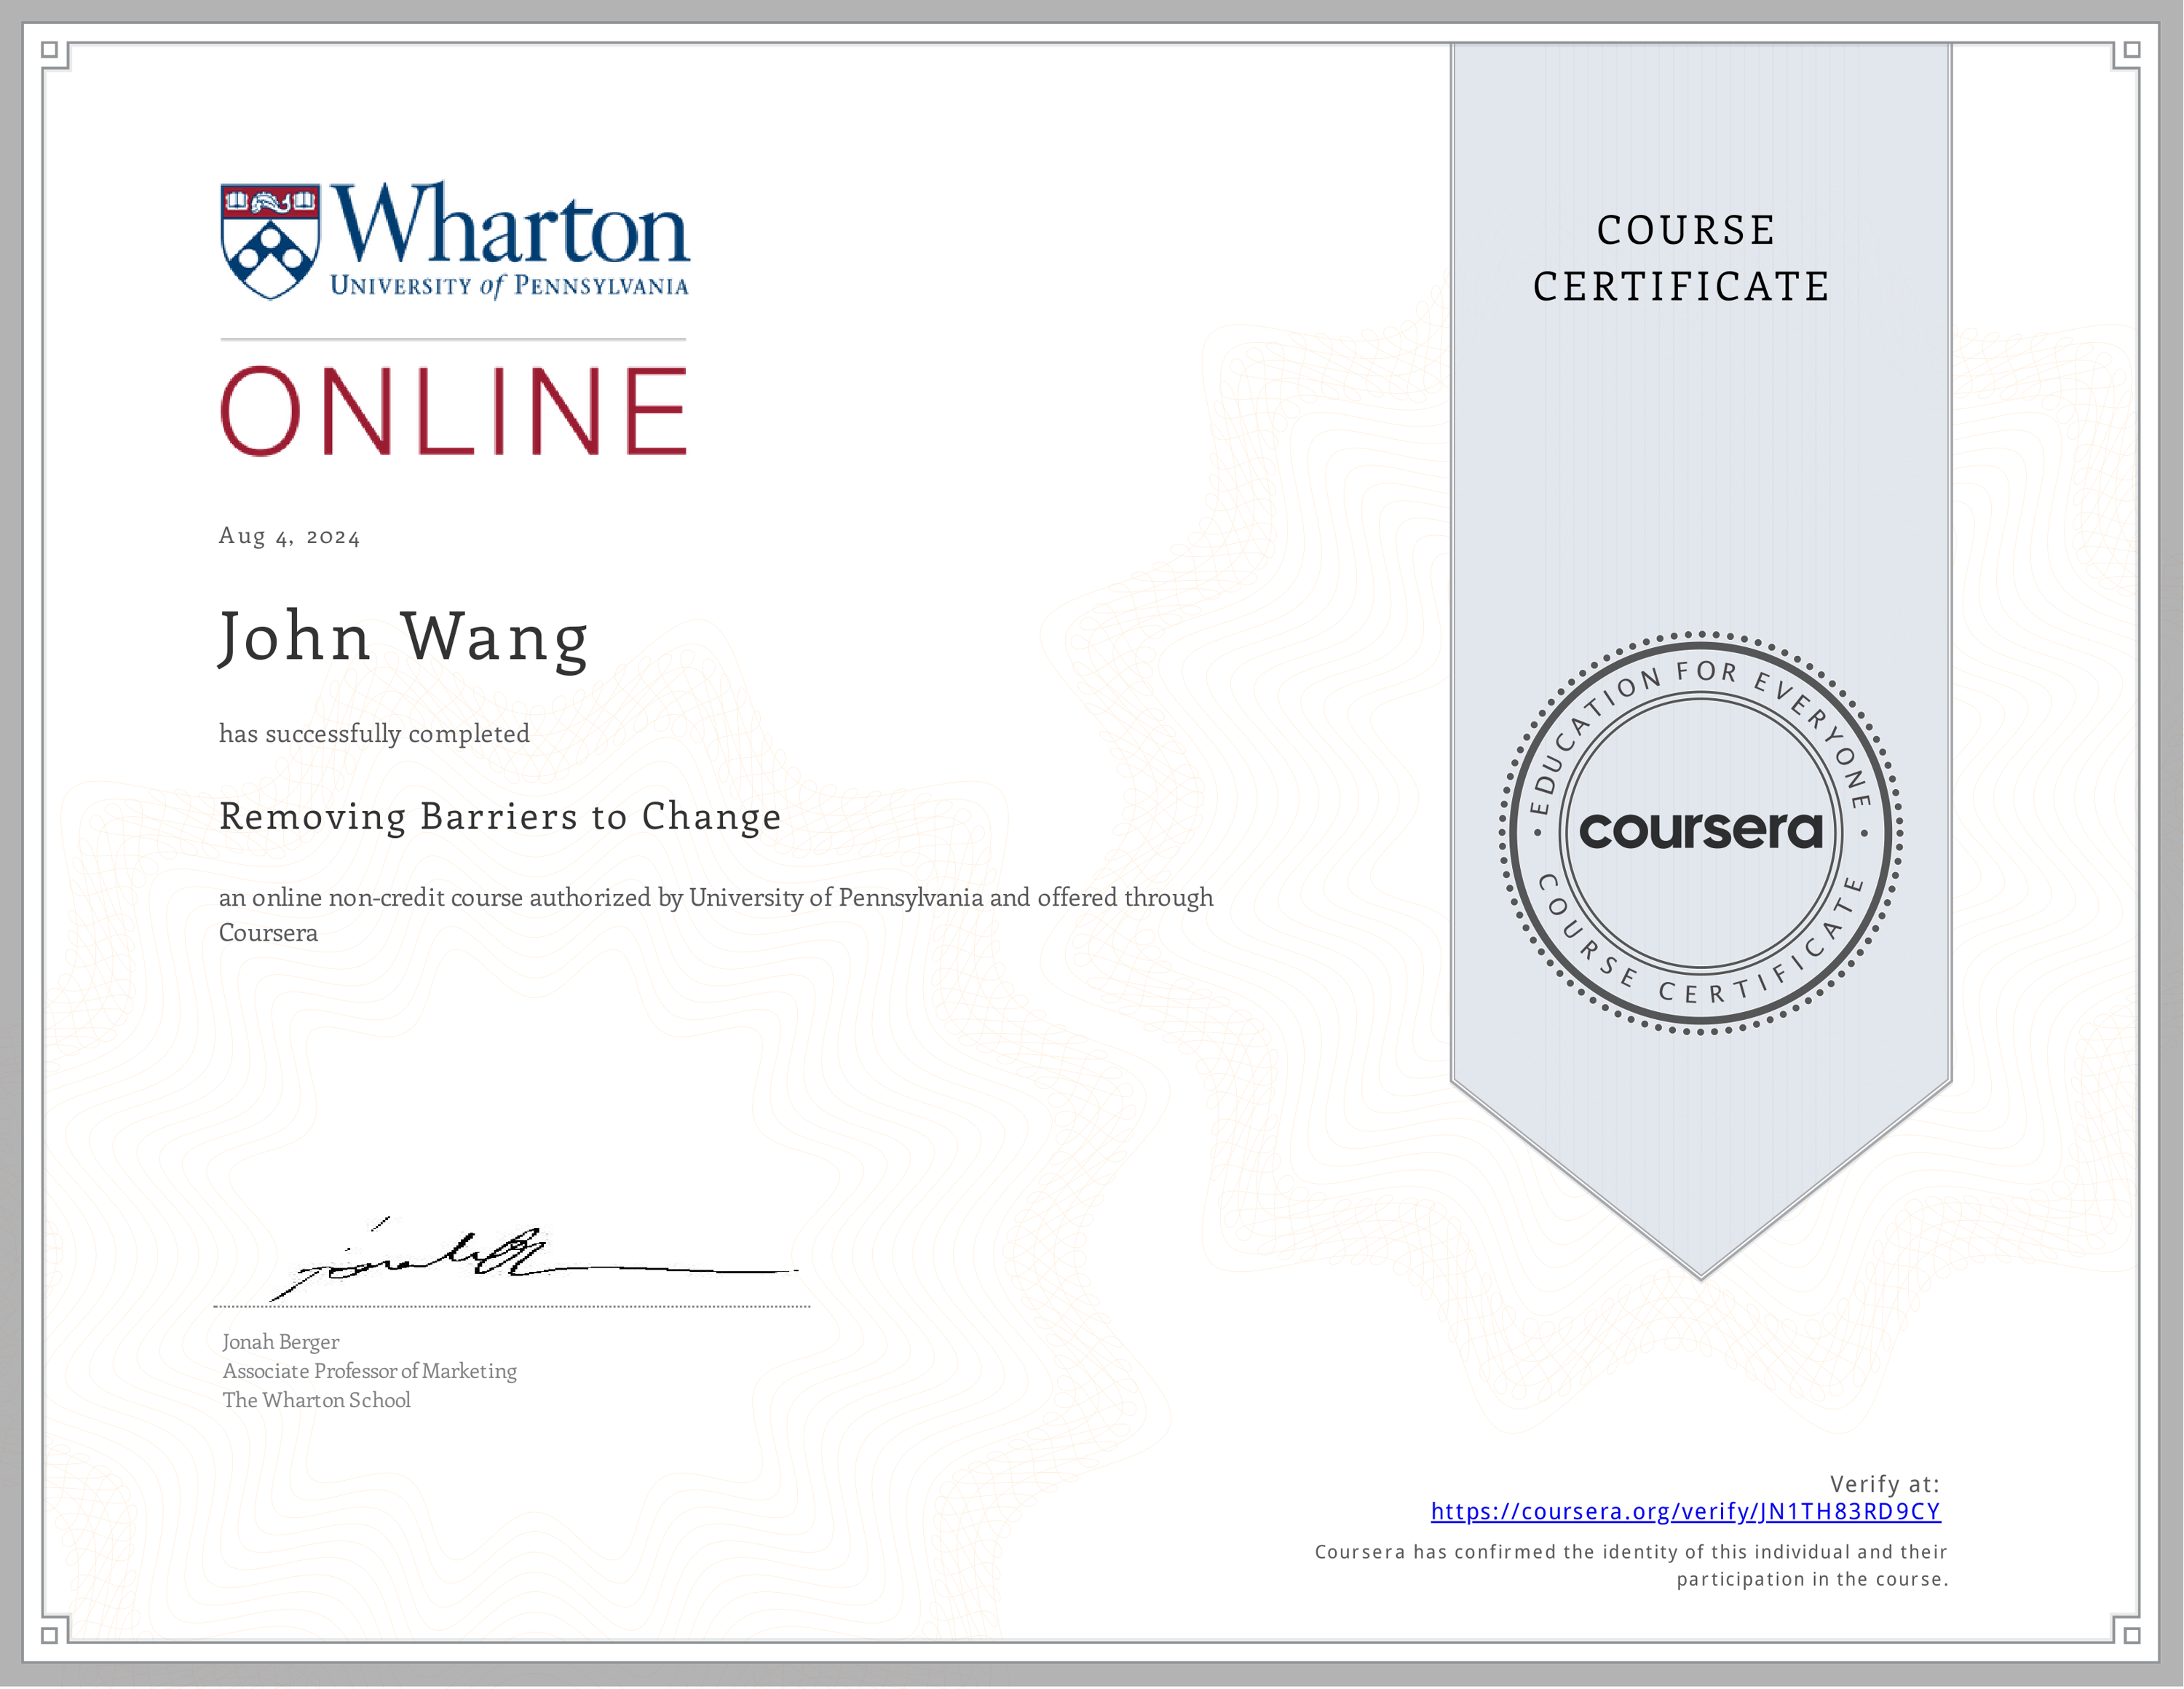 Wharton
UNIVERSITY of PENNSYLVANIA
ONLINE
Aug 4, 2024
John Wang
has successfully completed
Removing Barriers to Change
an online non-credit course authorized by University of Pennsylvania and offered through
Coursera
Jonah Berger
Associate Professor of Marketing
The Wharton School
COURSE
CERTIFICATE
EDUCATION FOR EVERYONE
coursera
COURSE CERTIFICATE
Verify at:
https://coursera.org/verify/JN1TH83RD9CY
Coursera has confirmed the identity of this individual and their
participation in the course.